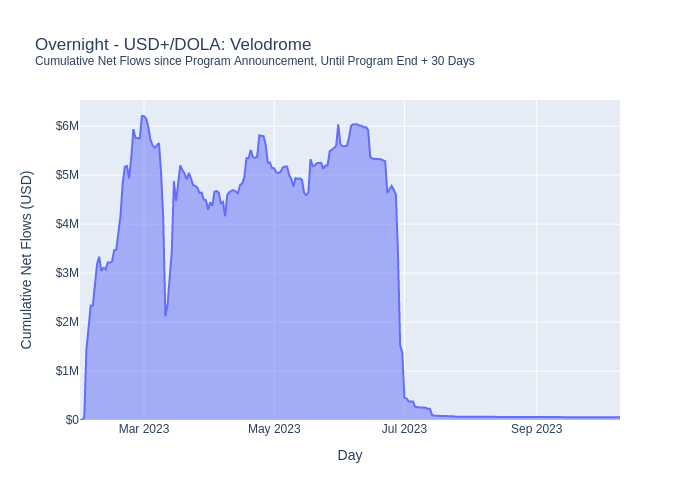 Overnight - USD+/DOLA: Velodrome
Cumulative Net Flows since Program Announcement, Until Program End + 30 Days
Cumulative Net Flows (USD)
$6M
$5M
$4M
$3M
$2M
$1M
$0
Mar 2023
May 2023
Jul 2023
Sep 2023
Day